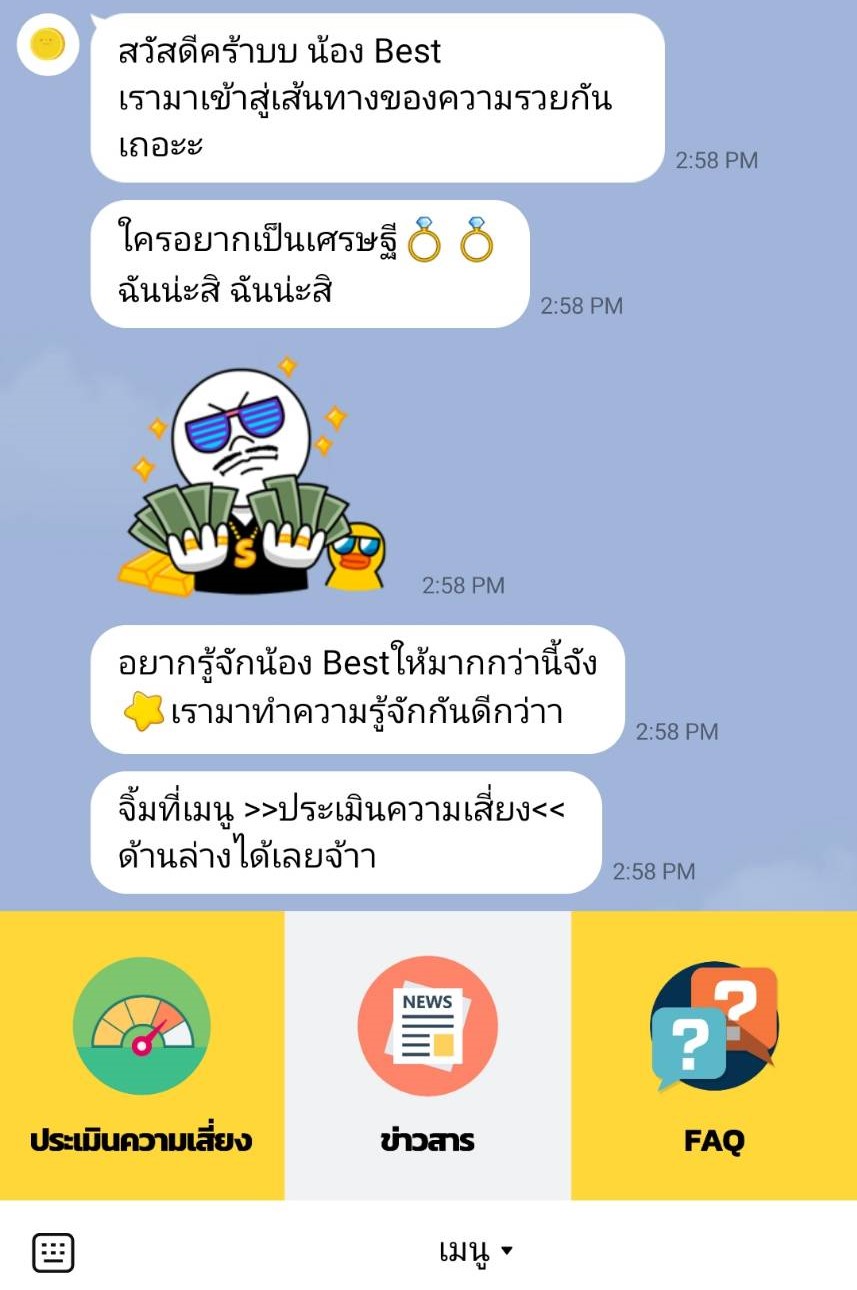 สวัสดีคร้าบบ น้อง Best
เรามาเข้าสู่เส้นทางของความรวยกัน
เถอะะ
2:58 PM
ใครอยากเป็นเศรษฐี
ฉันน่ะสิ ฉันน่ะสิ
2:58 PM
S
2:58 PM
อยากรู้จักน้อง Bestให้มากกว่านี้จัง
เรามาทำความรู้จักกันดีกว่าา
2:58 PM
จิ้มที่เมนู >>ประเมินความเสี่ยง<<
ด้านล่างได้เลยจ้าา
2:58 PM
NEWS
? ?
ประเมินความเสี่ยง
ข่าวสาร
FAQ
เมนู